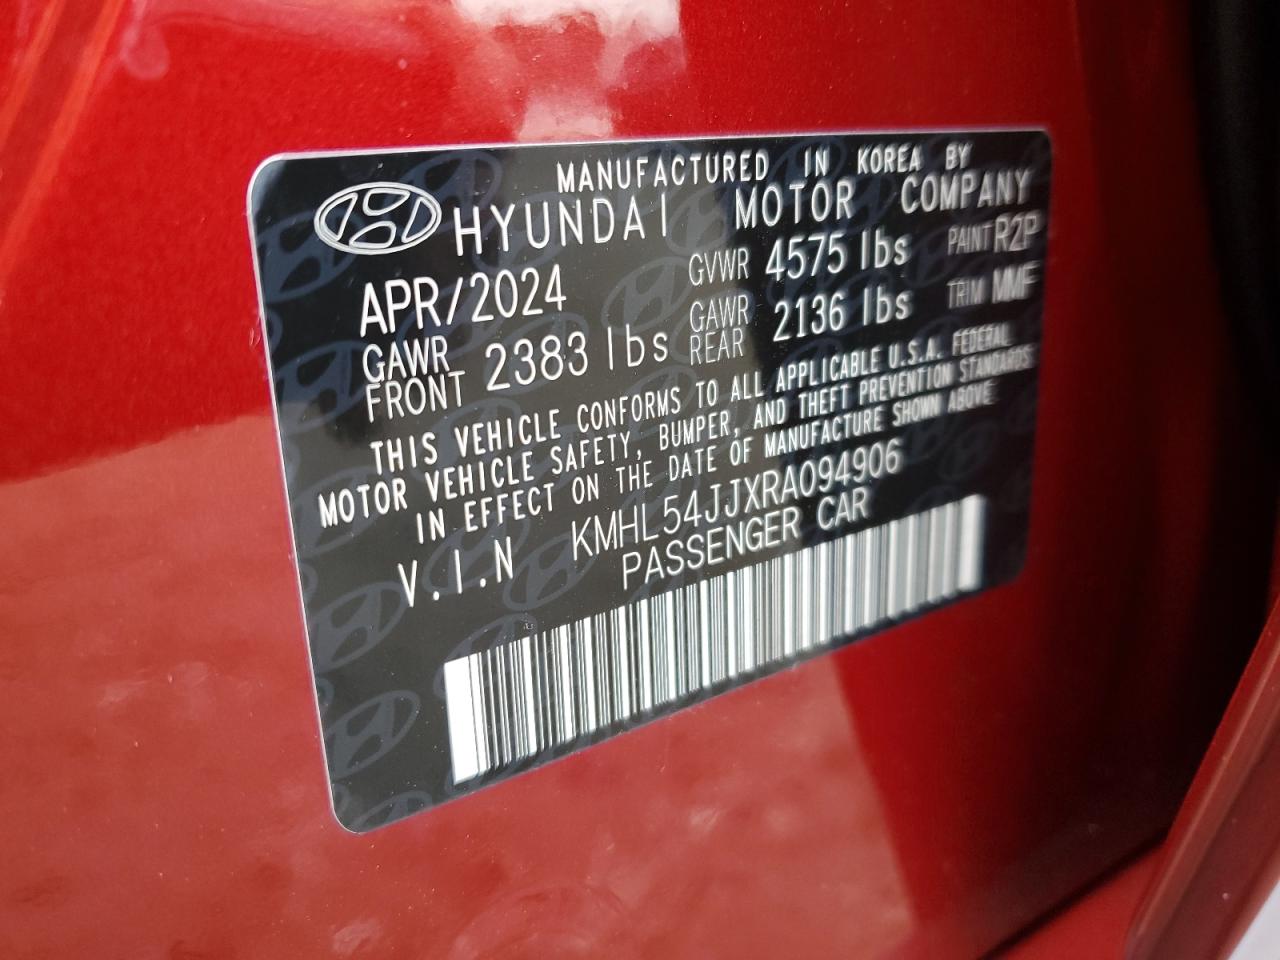 MANUFACTURED IN KOREA BY
HYUNDAI MOTOR COMPANY
APR/2024 GVWR 4575 lbs PAINT R2P
GAWR FRONT 2383 lbs GAWR REAR 2136 lbs TRIM MMF
THIS VEHICLE CONFORMS TO ALL APPLICABLE U.S.A. FEDERAL
MOTOR VEHICLE SAFETY, BUMPER, AND THEFT PREVENTION STANDARDS
IN EFFECT ON THE DATE OF MANUFACTURE SHOWN ABOVE.
V.I.N KMHL54JJXRA094906
PASSENGER CAR